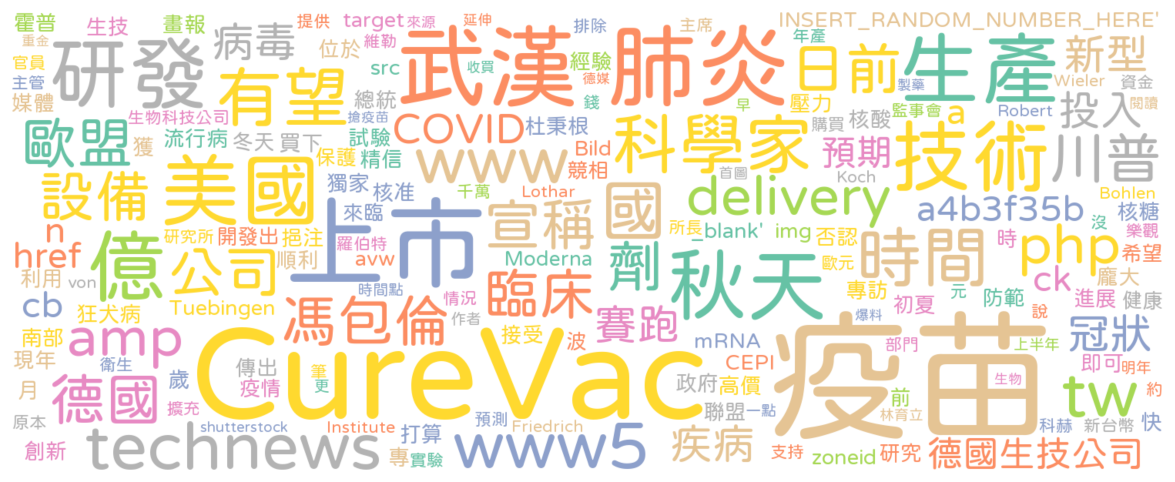 霍普 生技 畫報 提供 target 來源 延伸 排除 主席 INSERT_RANDOM_NUMBER_HERE'
重金 病毒 位於 維勒 武漢 肺炎 年產
官員 研發 有望 src 收買 德媒 經驗 日前 生產 新型
主管 總統 錢 早 壓力 製藥 Wieler 資金
媒體 生物科技公司 搶疫苗 COVID 杜秉根 購買 核酸 監事會 a Robert 投入 閱讀
歐盟 獲 流行病 冬天 買下 試驗 Bild 科學家 技術 川普
保護 精信 www 競相 首圖 預期
設備 美國 獨家 核准 千萬 Lothar 國 Koch delivery a4b3f35b 核糖 Bohlen
n 研究所 開發出 挹注 來臨 上市 宣稱 所長 _blank' img 否認 時 沒 樂觀
href 億 公司 順利 羅伯特 avw Moderna 劑 秋天 歐元 時間 php 希望
利用 von 時間點 臨床 專訪 ck 龐大
cb 狂犬病 Tuebingen 馮包倫 情況 賽跑 元 初夏 防範 進展 健康
南部 amp 作者 接受 波 mRNA 爆料 說 冠狀
現年 衛生 傳出 CureVac CEPI 疫苗 部門 上半年 即可 明年
月 德國 歲 疫情 筆 更 政府 高價 前 生物 tw 約
原本 擴充 預測 聯盟 一點 林育立 科赫 新台幣 快
創新 technews shutterstock Institute 打算 www5 Friedrich 疾病 支持 研究 德國生技公司
專 實驗 zoneid